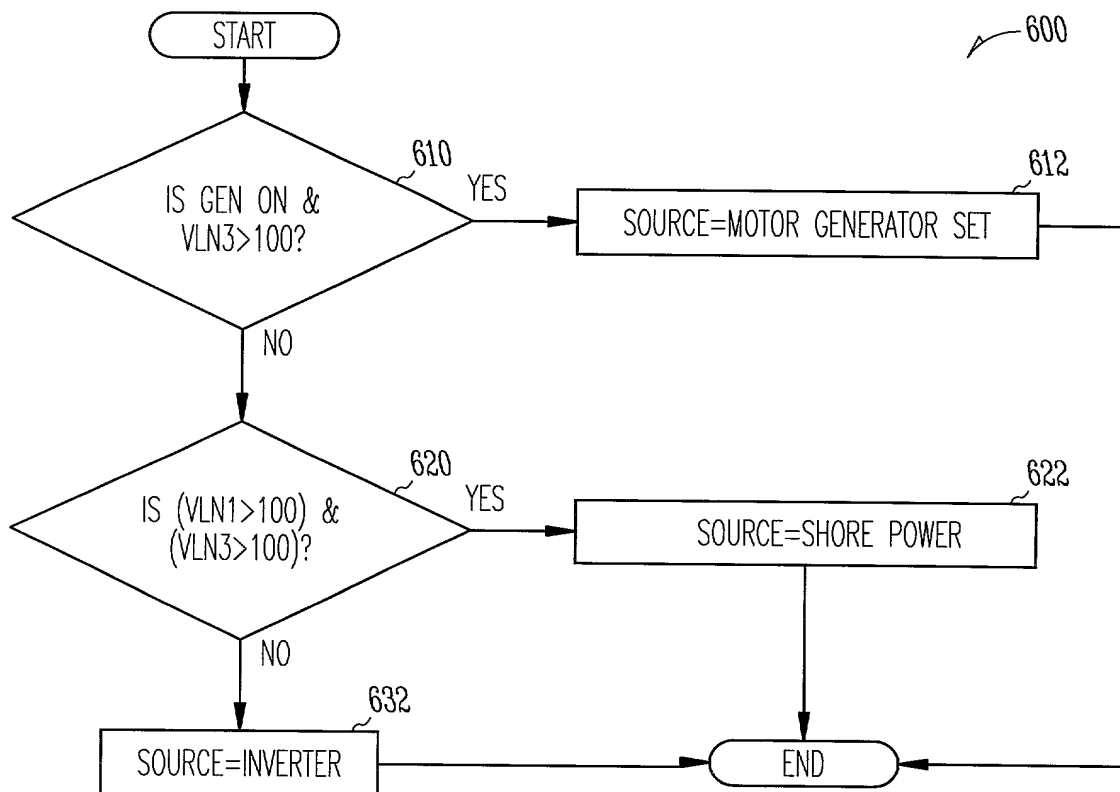 START
600
610
IS GEN ON &
VLN3>100?
YES
612
SOURCE=MOTOR GENERATOR SET
NO
620
IS (VLN1>100) &
(VLN3>100)?
YES
622
SOURCE=SHORE POWER
NO
632
SOURCE=INVERTER
END